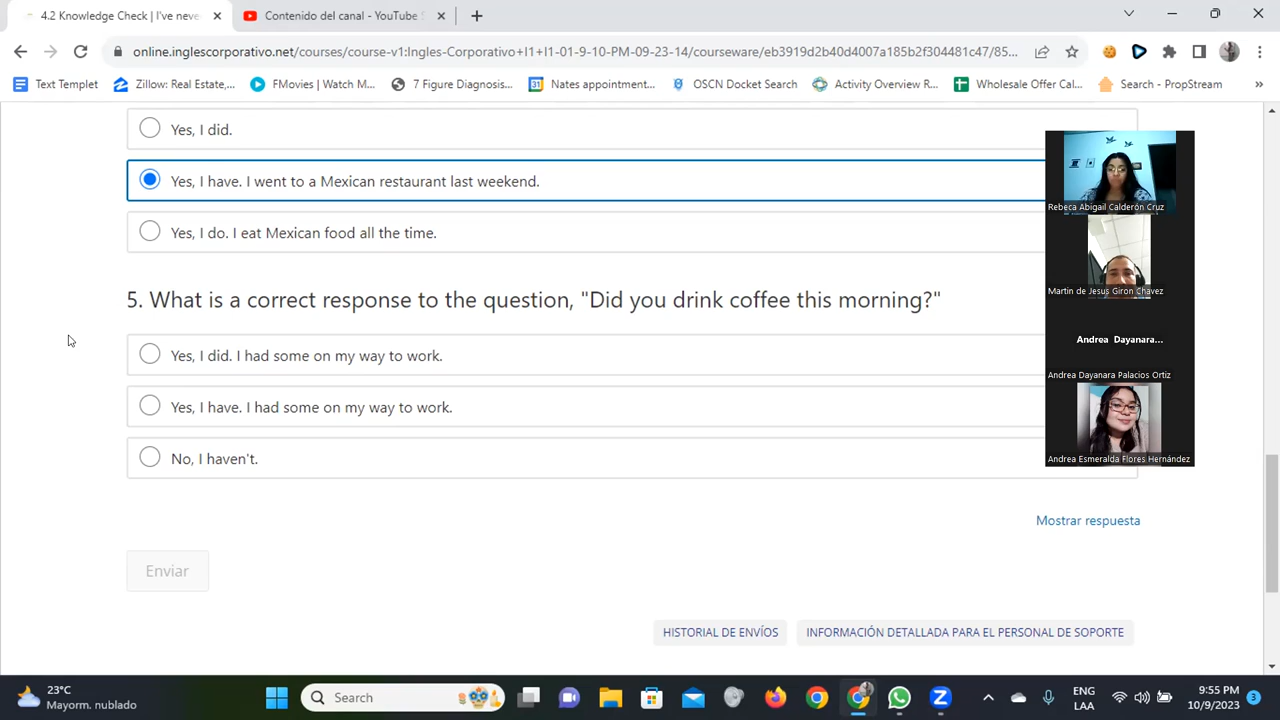 4.2 Knowledge Check | I've neve
Contenido del canal - YouTube S
online.inglescorporativo.net/courses/course-v1:Ingles-Corporativo+I1+I1-01-9-10-PM-09-23-14/courseware/eb3919d2b40d4007a185b2f304481c47/85...
Text Templet
Zillow: Real Estate,...
FMovies | Watch M...
7 Figure Diagnosis...
Nates appointment...
OSCN Docket Search
Activity Overview R...
Wholesale Offer Cal...
Search - PropStream
»
Yes, I did.
Yes, I have. I went to a Mexican restaurant last weekend.
Yes, I do. I eat Mexican food all the time.
5. What is a correct response to the question, "Did you drink coffee this morning?"
Yes, I did. I had some on my way to work.
Yes, I have. I had some on my way to work.
No, I haven't.
Mostrar respuesta
Enviar
HISTORIAL DE ENVÍOS
INFORMACIÓN DETALLADA PARA EL PERSONAL DE SOPORTE
Rebeca Abigail Calderón Cruz
Martín de Jesus Giron Chavez
Andrea Dayanara...
Andrea Dayanara Palacios Ortiz
Andrea Esmeralda Flores Hernández
23°C
Mayorm. nublado
Search
ENG
LAA
9:55 PM
10/9/2023
3